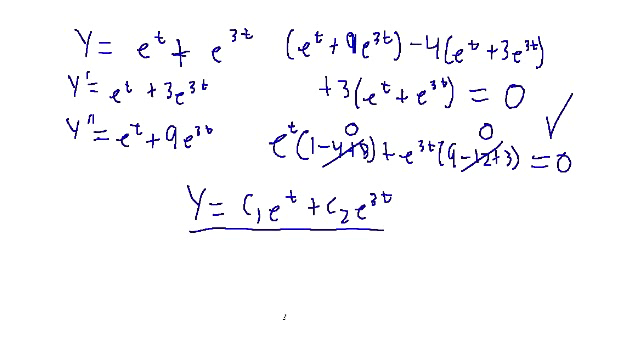 y = e^t + e^{3t} (e^t + 9e^{3t}) - 4(e^t + 3e^{3t})
y' = e^t + 3e^{3t} + 3(e^t + e^{3t}) = 0 ✓
y'' = e^t + 9e^{3t} e^t(1-4+3) + e^{3t}(9-12+3) = 0
0 0
y = c_1e^t + c_2e^{3t}